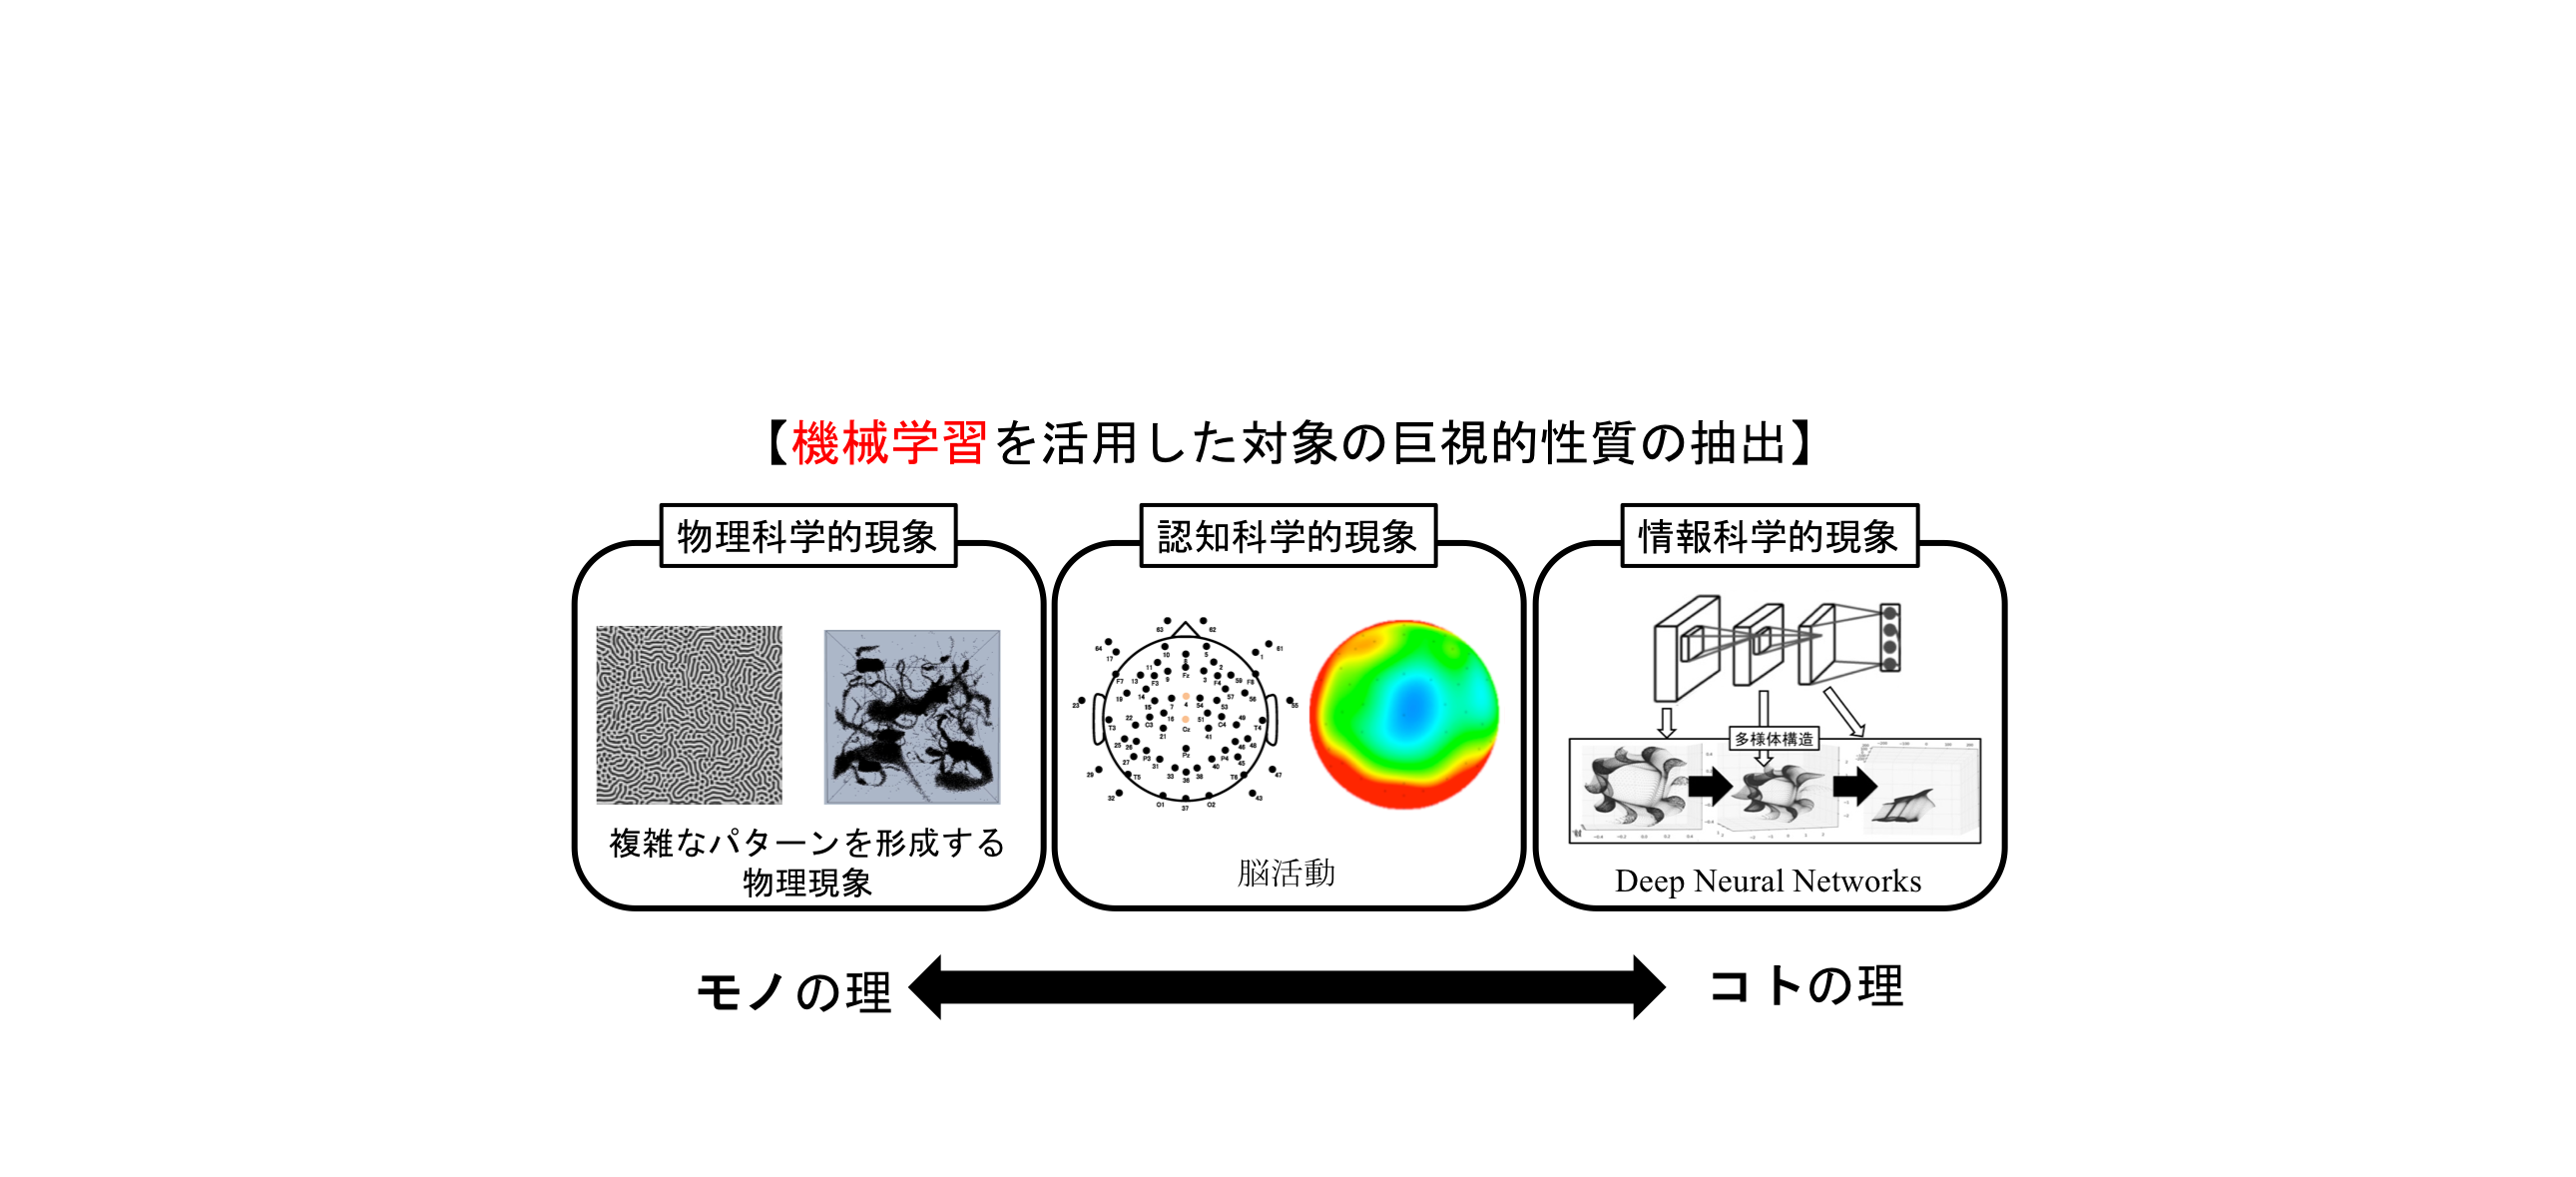 【機械学習を活用した対象の巨視的性質の抽出】
物理科学的現象
認知科学的現象
情報科学的現象
複雑なパターンを形成する
物理現象
脳活動
多様体構造
Deep Neural Networks
モノの理
コトの理